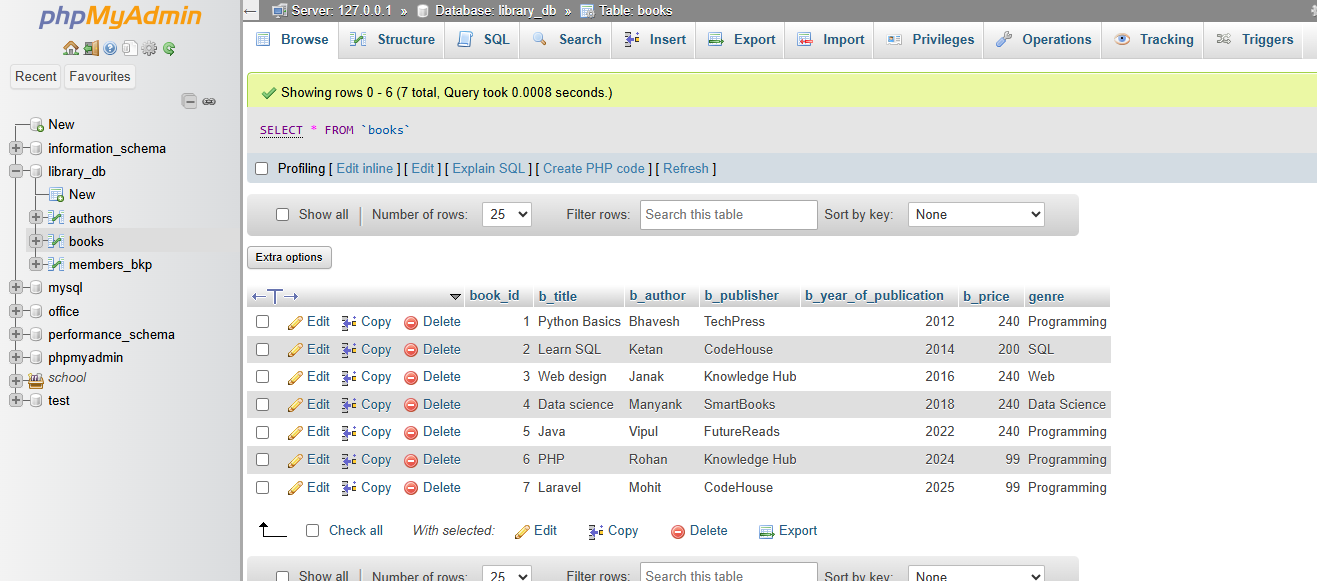 phpMyAdmin
Recent Favourites
New
information_schema
library_db
New
authors
books
members_bkp
mysql
office
performance_schema
phpmyadmin
school
test
Server: 127.0.0.1 » Database: library_db » Table: books
Browse Structure SQL Search Insert Export Import Privileges Operations Tracking Triggers
Showing rows 0 - 6 (7 total, Query took 0.0008 seconds.)
SELECT * FROM `books`
Profiling [ Edit inline ] [ Edit ] [ Explain SQL ] [ Create PHP code ] [ Refresh ]
Show all Number of rows: 25 Filter rows: Search this table Sort by key: None
Extra options
book_id b_title b_author b_publisher b_year_of_publication b_price genre
Edit Copy Delete 1 Python Basics Bhavesh TechPress 2012 240 Programming
Edit Copy Delete 2 Learn SQL Ketan CodeHouse 2014 200 SQL
Edit Copy Delete 3 Web design Janak Knowledge Hub 2016 240 Web
Edit Copy Delete 4 Data science Manyank SmartBooks 2018 240 Data Science
Edit Copy Delete 5 Java Vipul FutureReads 2022 240 Programming
Edit Copy Delete 6 PHP Rohan Knowledge Hub 2024 99 Programming
Edit Copy Delete 7 Laravel Mohit CodeHouse 2025 99 Programming
Check all With selected: Edit Copy Delete Export
Show all Number of rows: 25 Filter rows: Search this table Sort by key: None